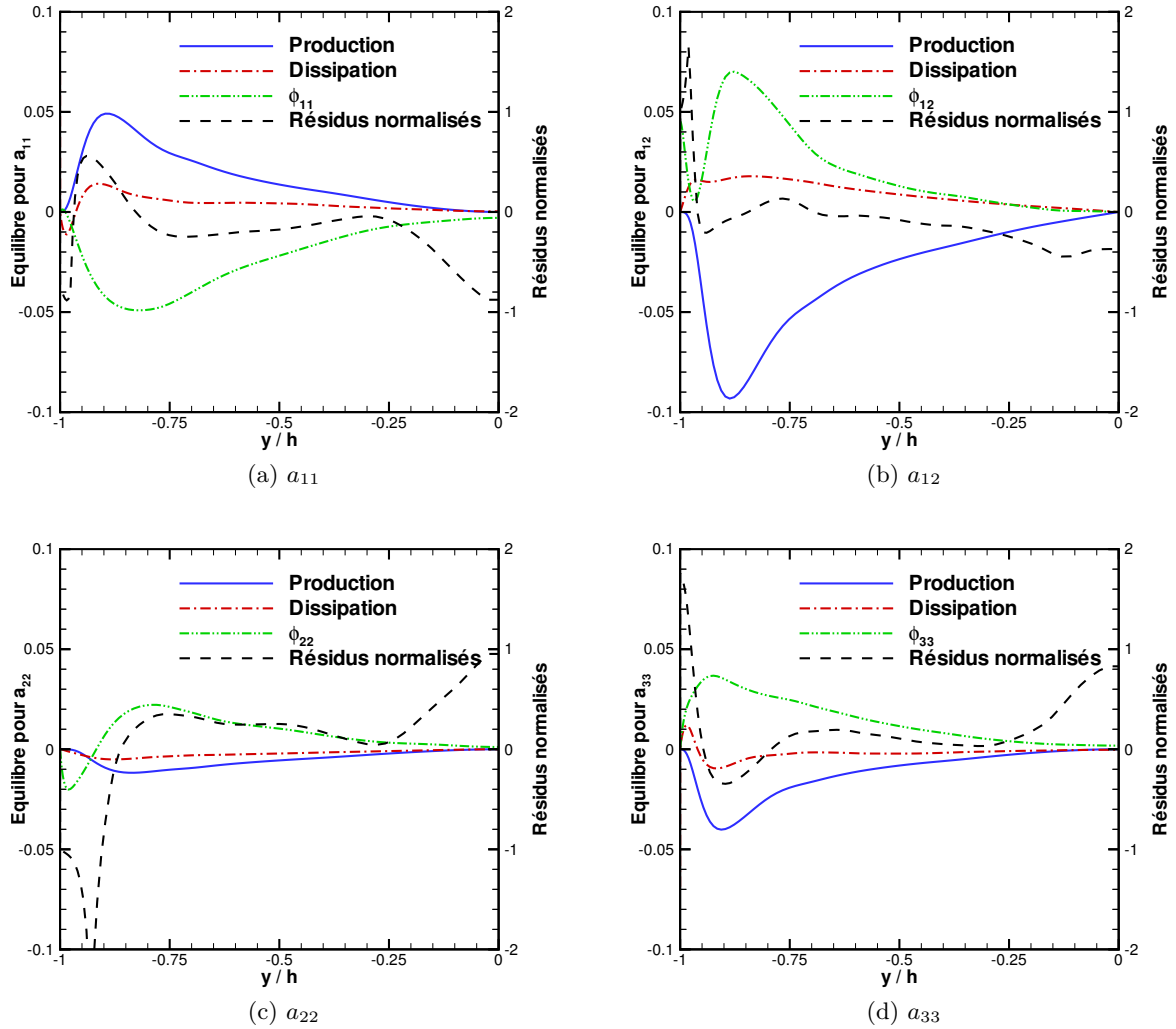 Production
Dissipation
ϕ11
Résidus normalisés
Equilibre pour a11
Résidus normalisés
0.1
0.05
0
-0.05
-0.1
2
1
0
-1
-2
-1
-0.75
-0.5
-0.25
0
y / h
(a) a11
Production
Dissipation
ϕ12
Résidus normalisés
Equilibre pour a12
Résidus normalisés
0.1
0.05
0
-0.05
-0.1
2
1
0
-1
-2
-1
-0.75
-0.5
-0.25
0
y / h
(b) a12
Production
Dissipation
ϕ22
Résidus normalisés
Equilibre pour a22
Résidus normalisés
0.1
0.05
0
-0.05
-0.1
2
1
0
-1
-2
-1
-0.75
-0.5
-0.25
0
y / h
(c) a22
Production
Dissipation
ϕ33
Résidus normalisés
Equilibre pour a33
Résidus normalisés
0.1
0.05
0
-0.05
-0.1
2
1
0
-1
-2
-1
-0.75
-0.5
-0.25
0
y / h
(d) a33